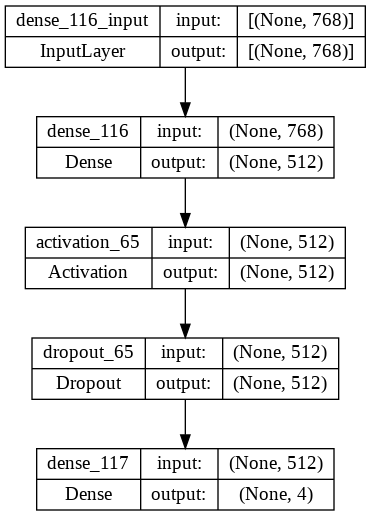 dense_116_input input: [(None, 768)]
InputLayer output: [(None, 768)]
dense_116 input: (None, 768)
Dense output: (None, 512)
activation_65 input: (None, 512)
Activation output: (None, 512)
dropout_65 input: (None, 512)
Dropout output: (None, 512)
dense_117 input: (None, 512)
Dense output: (None, 4)